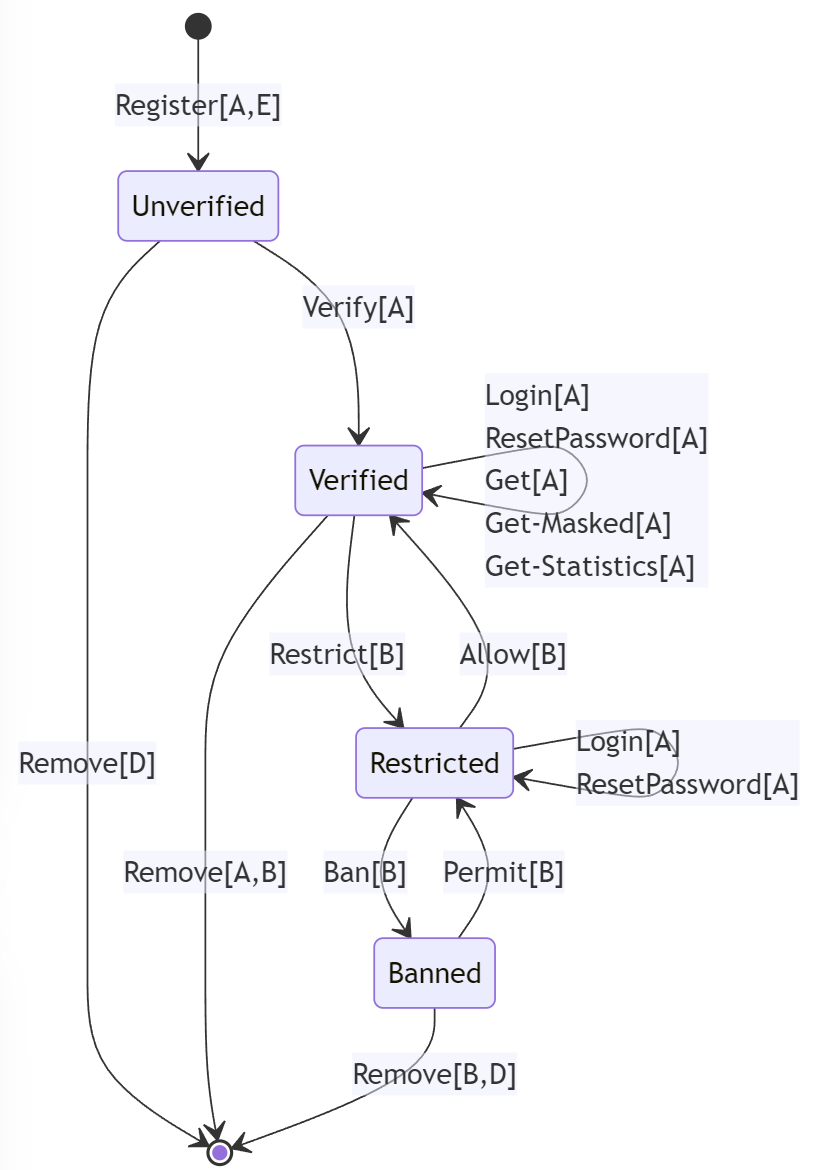 Register[A,E]
Unverified
Verify[A]
Login[A]
ResetPassword[A]
Get[A]
Get-Masked[A]
Get-Statistics[A]
Verified
Restrict[B]
Allow[B]
Restricted
Login[A]
ResetPassword[A]
Remove[D]
Remove[A,B]
Ban[B]
Permit[B]
Banned
Remove[B,D]